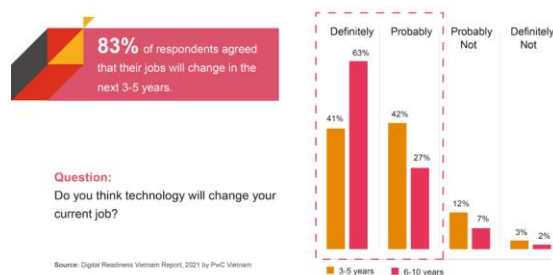 83% of respondents agreed
that their jobs will change in the
next 3-5 years.
Question:
Do you think technology will change your
current job?
Source: Digital Readiness Vietnam Report, 2021 by PwC Vietnam
Definitely
Probably
Probably
Not
Definitely
Not
41%
63%
42%
27%
12%
7%
3%
2%
3-5 years
6-10 years